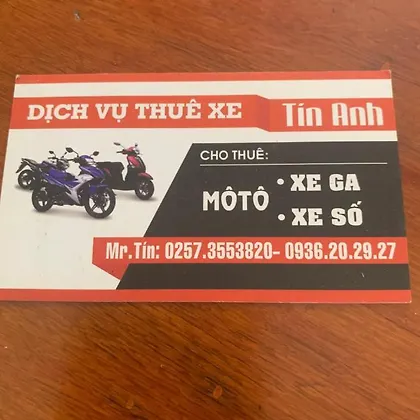 DỊCH VỤ THUÊ XE Tín Anh
CHO THUÊ:
MÔTÔ
• XE GA
• XE SỐ
Mr.Tín: 0257.3553820- 0936.20.29.27